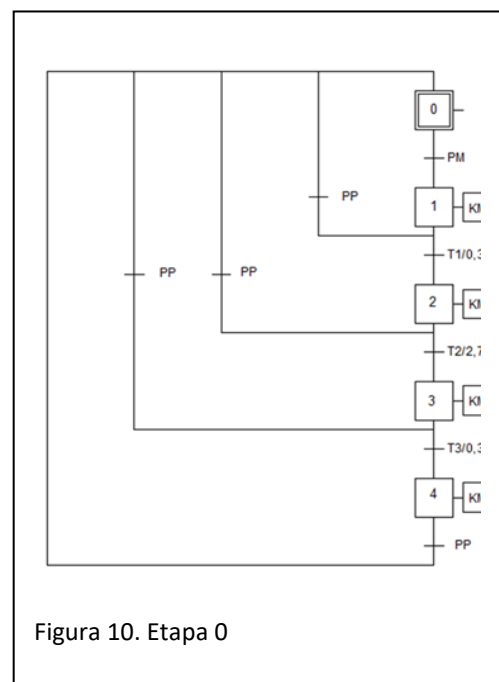 0
PM
1
KM
PP
T1/0,3
2
KM
PP
PP
T2/2,7
3
KM
T3/0,3
4
KM
PP
Figura 10. Etapa 0